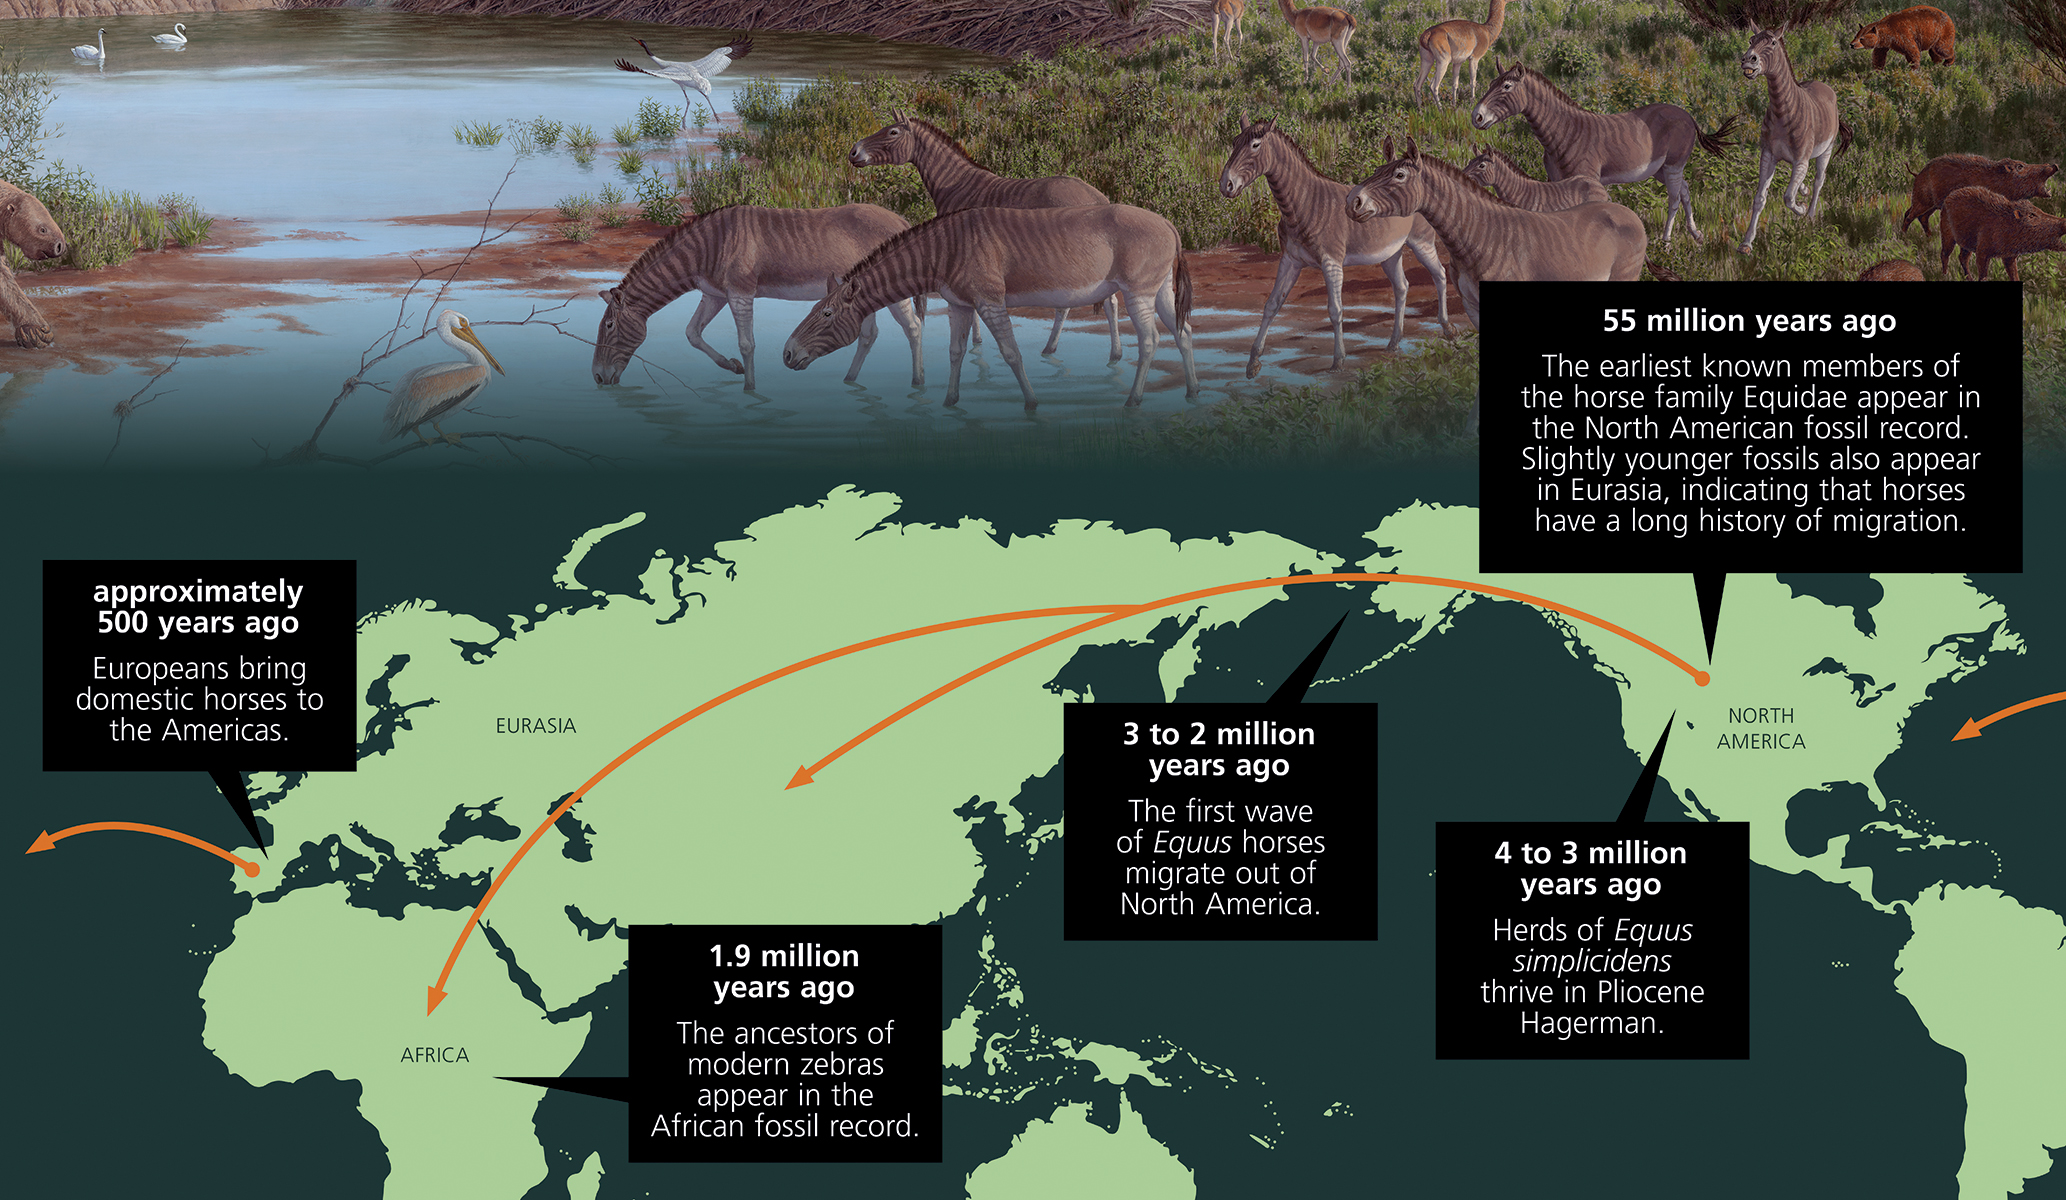 55 million years ago
The earliest known members of
the horse family Equidae appear in
the North American fossil record.
Slightly younger fossils also appear
in Eurasia, indicating that horses
have a long history of migration.
approximately
500 years ago
Europeans bring
domestic horses to
the Americas.
EURASIA
3 to 2 million
years ago
The first wave
of Equus horses
migrate out of
North America.
NORTH
AMERICA
4 to 3 million
years ago
Herds of Equus
simplicidens
thrive in Pliocene
Hagerman.
1.9 million
years ago
The ancestors of
modern zebras
appear in the
African fossil record.
AFRICA